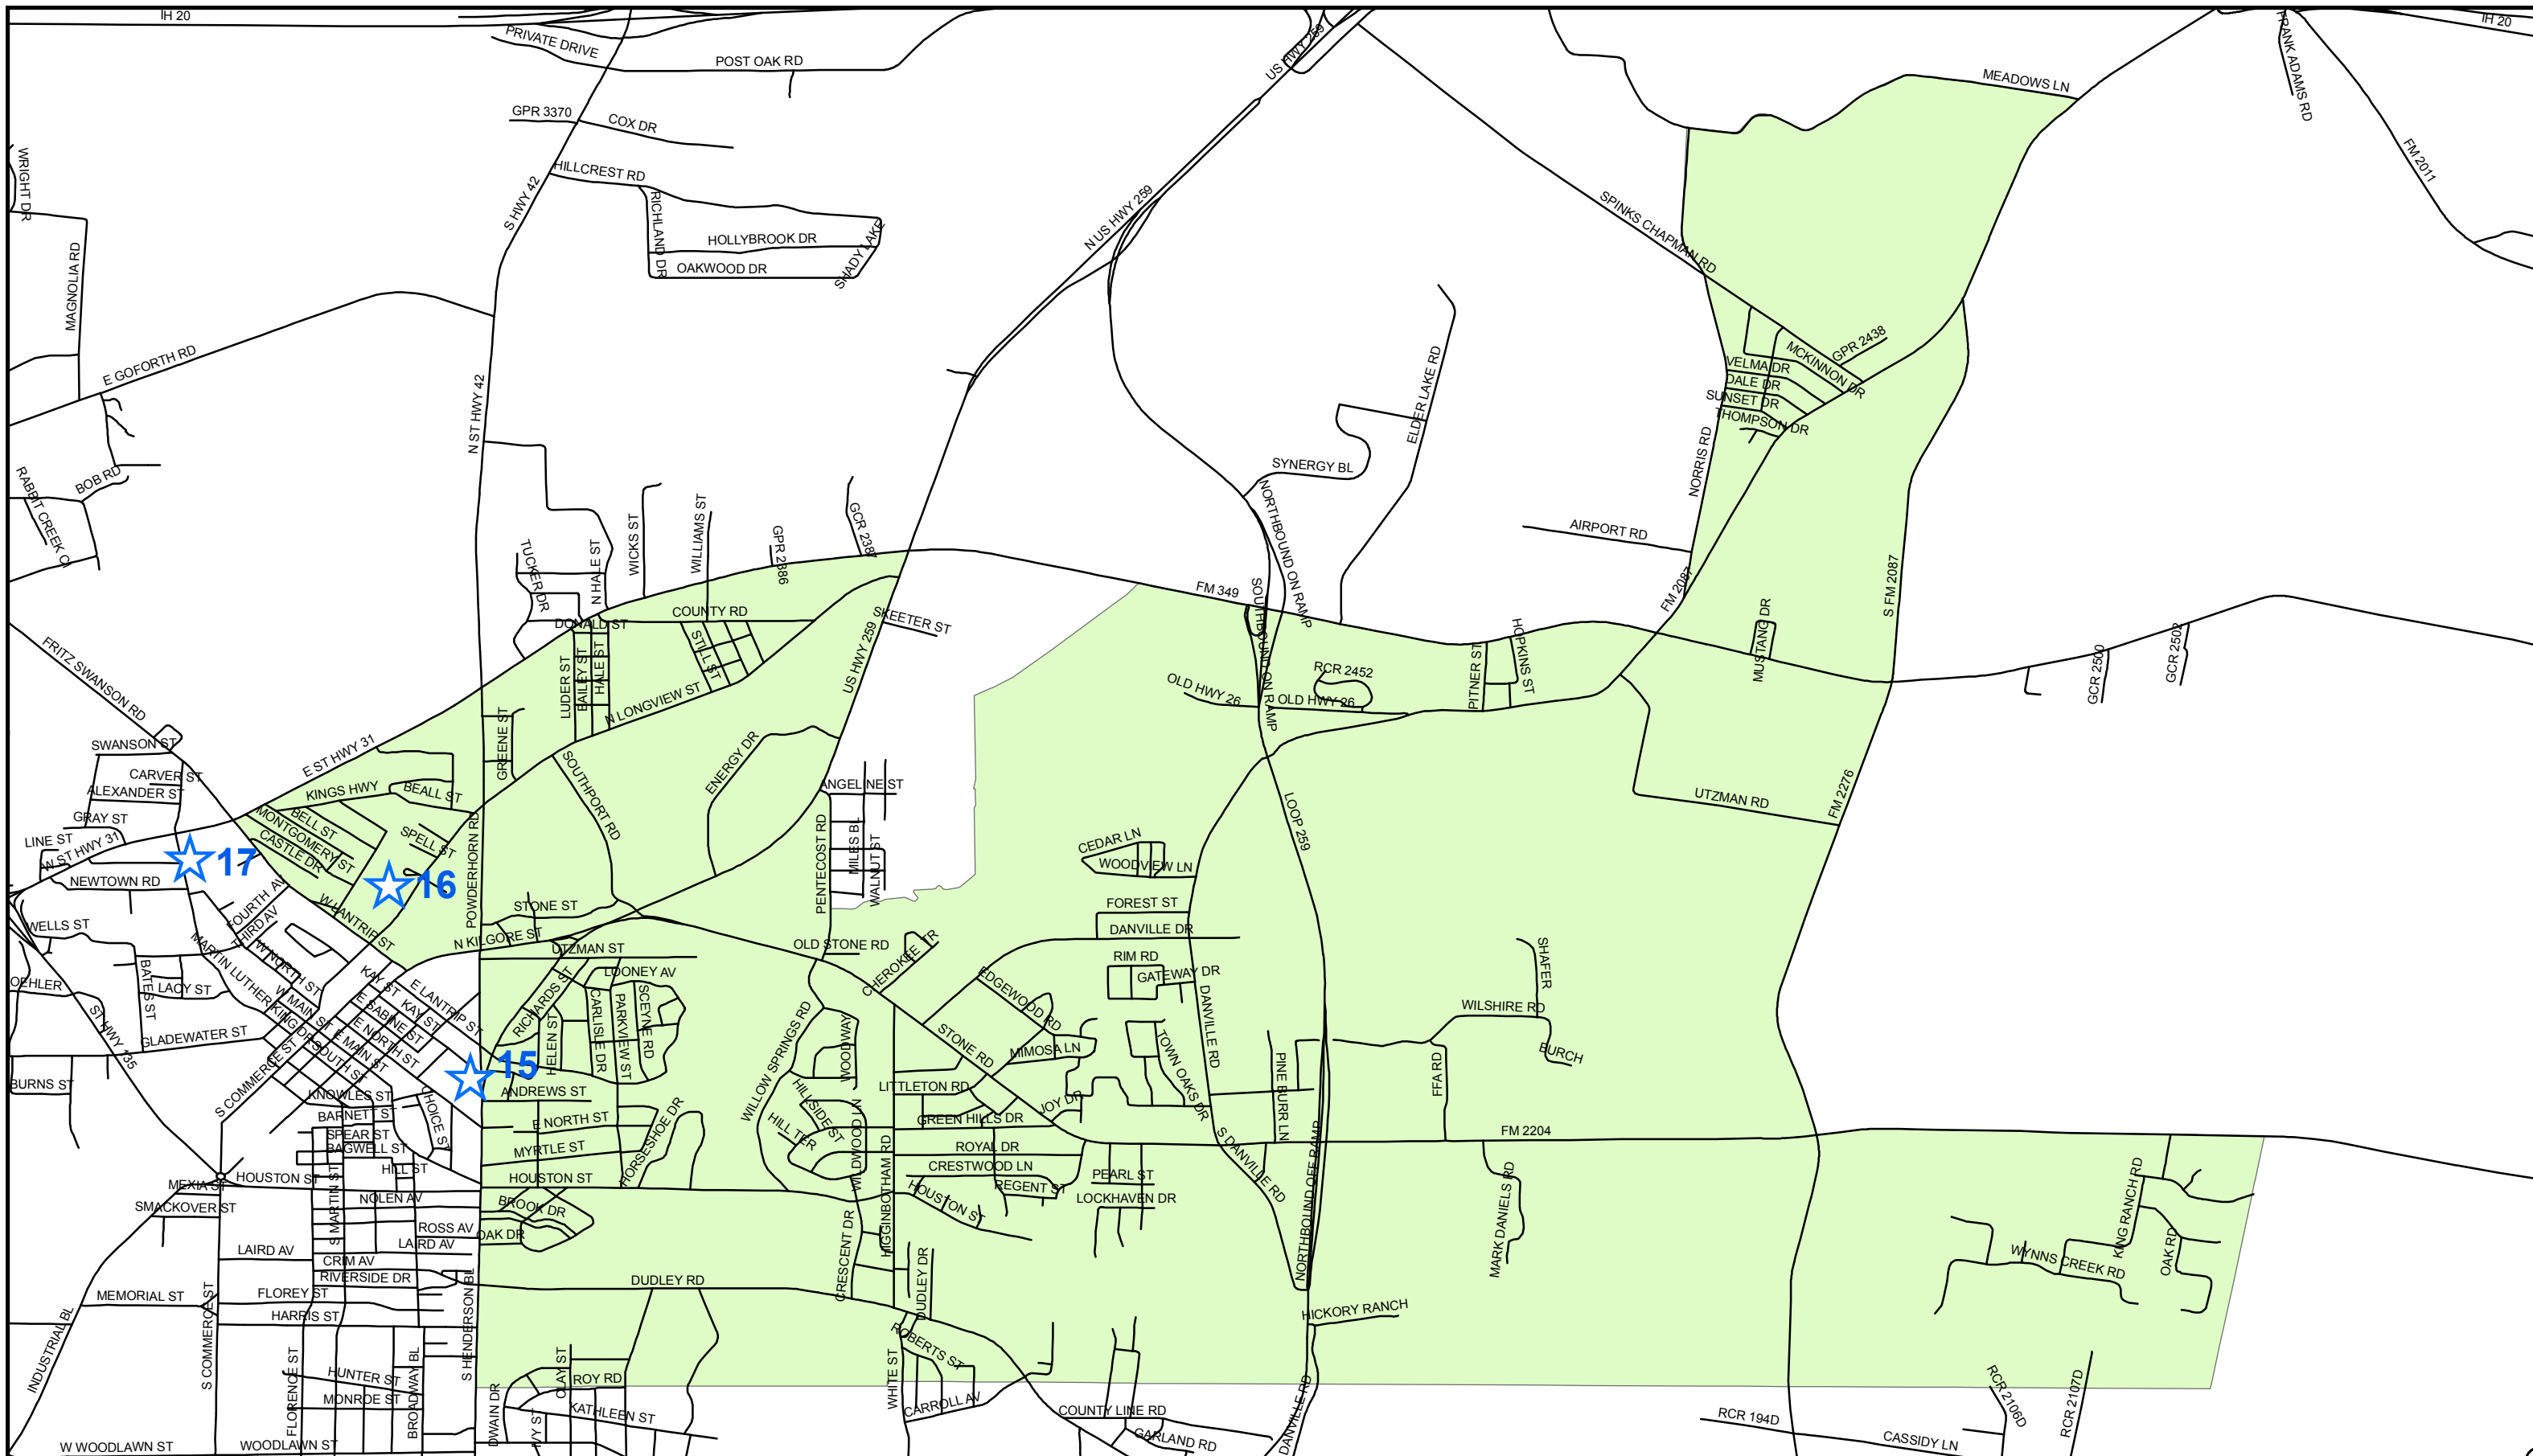 IH 20
IH 20
PRIVATE DRIVE
POST OAK RD
US HWY 259
MEADOWS LN
FRANK ADAMS RD
GPR 3370
COX DR
FM 2011
WRIGHT DR
HILLCREST RD
S HWY 42
RICHLAND DR
HOLLYBROOK DR
OAKWOOD DR
SHADY LAKE
N US HWY 259
SPINKS CHAPMAN RD
MAGNOLIA RD
E GOFORTH RD
N ST HWY 42
ELDER LAKE RD
VELMA DR
MCKINNON DR
GPR 2438
DALE DR
SUNSET DR
THOMPSON DR
NORRIS RD
BOB RD
SYNERGY BL
NORTHBOUND ON RAMP
WICKS ST
WILLIAMS ST
GPR 2386
GCR 2387
AIRPORT RD
TUCKER DR
N HALE ST
FM 349
SOUTHBOUND ON RAMP
FM 2087
S FM 2087
COUNTY RD
DONALD ST
SKEETER ST
STILL ST
MUSTANG DR
HOPKINS ST
PITNER ST
GCR 2500
GCR 2502
FRITZ SWANSON RD
LUDER ST
BAILEY ST
HALE ST
US HWY 259
N LONGVIEW ST
OLD HWY 26
RCR 2452
OLD HWY 26
SWANSON ST
E ST HWY 31
GREENE ST
SOUTHPORT RD
ENERGY DR
CARVER ST
ALEXANDER ST
KINGS HWY
BEALL ST
ANGELINE ST
LOOP 259
UTZMAN RD
FM 2276
GRAY ST
LINE ST
W ST HWY 31
BELL ST
MONTGOMERY ST
CASTLE DR
SPELL ST
POWDERHORN RD
PENTECOST RD
MILES BL
WALNUT ST
CEDAR LN
WOODVIEW LN
17
16
NEWTOWN RD
FOURTH AV
THIRD AV
W LANTRIP ST
STONE ST
FOREST ST
WELLS ST
N KILGORE ST
UTZMAN ST
OLD STONE RD
CHEROKEE TR
DANVILLE DR
MARTIN LUTHER KING DR
W NORTH ST
RIM RD
GATEWAY DR
SHAFER
BATES ST
LACY ST
KAY ST
KAY ST
E LANTRIP ST
LOONEY AV
EDGEWOOD RD
DANVILLE RD
WILSHIRE RD
W MAIN ST
E SABINE ST
E NORTH ST
E MAIN ST
SOUTH ST
RICHARDS ST
CARLISLE DR
PARKVIEW ST
SCEYNE RD
HELEN ST
WILLOW SPRINGS RD
WOODWAY
STONE RD
MIMOSA LN
TOWN OAKS DR
BURCH
ST HWY 135
GLADEWATER ST
S COMMERCE ST
15
BURNS ST
ANDREWS ST
LITTLETON RD
PINE BURR LN
FFA RD
KNOWLES ST
BARNETT ST
CHOICE ST
E NORTH ST
HORSESHOE DR
HILLSIDE ST
HILL TER
GREEN HILLS DR
JOY DR
FM 2204
SPEAR ST
BAGWELL ST
HILL ST
MYRTLE ST
HOUSTON ST
WILDWOOD LN
HIGGINBOTHAM RD
ROYAL DR
CRESTWOOD LN
REGENT ST
PEARL ST
LOCKHAVEN DR
S DANVILLE RD
NORTHBOUND OFF RAMP
MARK DANIELS RD
HOUSTON ST
MEXIA ST
SMACKOVER ST
S MARTIN ST
NOLEN AV
BROOK DR
HOUSTON ST
KING RANCH RD
OAK RD
WYNNS CREEK RD
ROSS AV
OAK DR
LAIRD AV
LAIRD AV
CRIM AV
RIVERSIDE DR
CRESCENT DR
DUDLEY DR
DUDLEY RD
MEMORIAL ST
FLOREY ST
HARRIS ST
INDUSTRIAL BL
S COMMERCE ST
S HENDERSON BL
HICKORY RANCH
ROBERTS ST
FLORENCE ST
HUNTER ST
MONROE ST
BROADWAY BL
CLAY ST
ROY RD
WHITE ST
CARROLL AV
KATHLEEN ST
DWAIN DR
IVY ST
COUNTY LINE RD
GARLAND RD
DANVILLE RD
RCR 194D
CASSIDY LN
RCR 2106D
RCR 2107D
W WOODLAWN ST
WOODLAWN ST